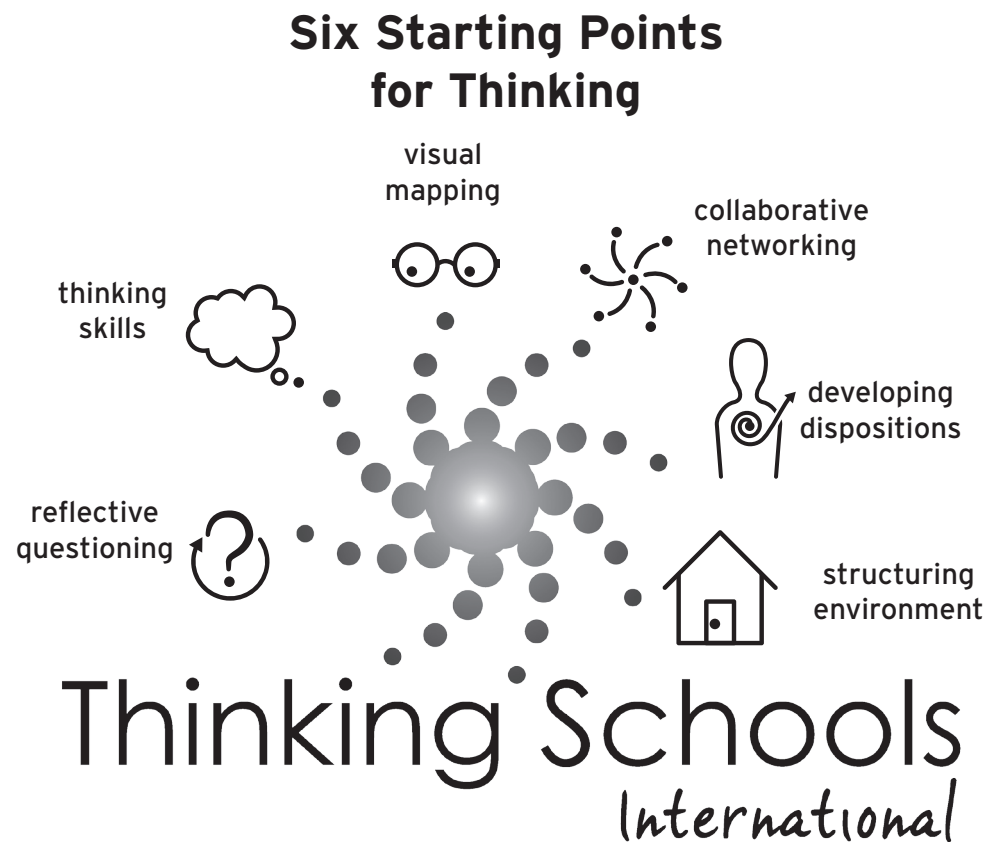 Six Starting Points
for Thinking
visual
mapping
collaborative
networking
thinking
skills
developing
dispositions
reflective
questioning
structuring
environment
Thinking Schools
International